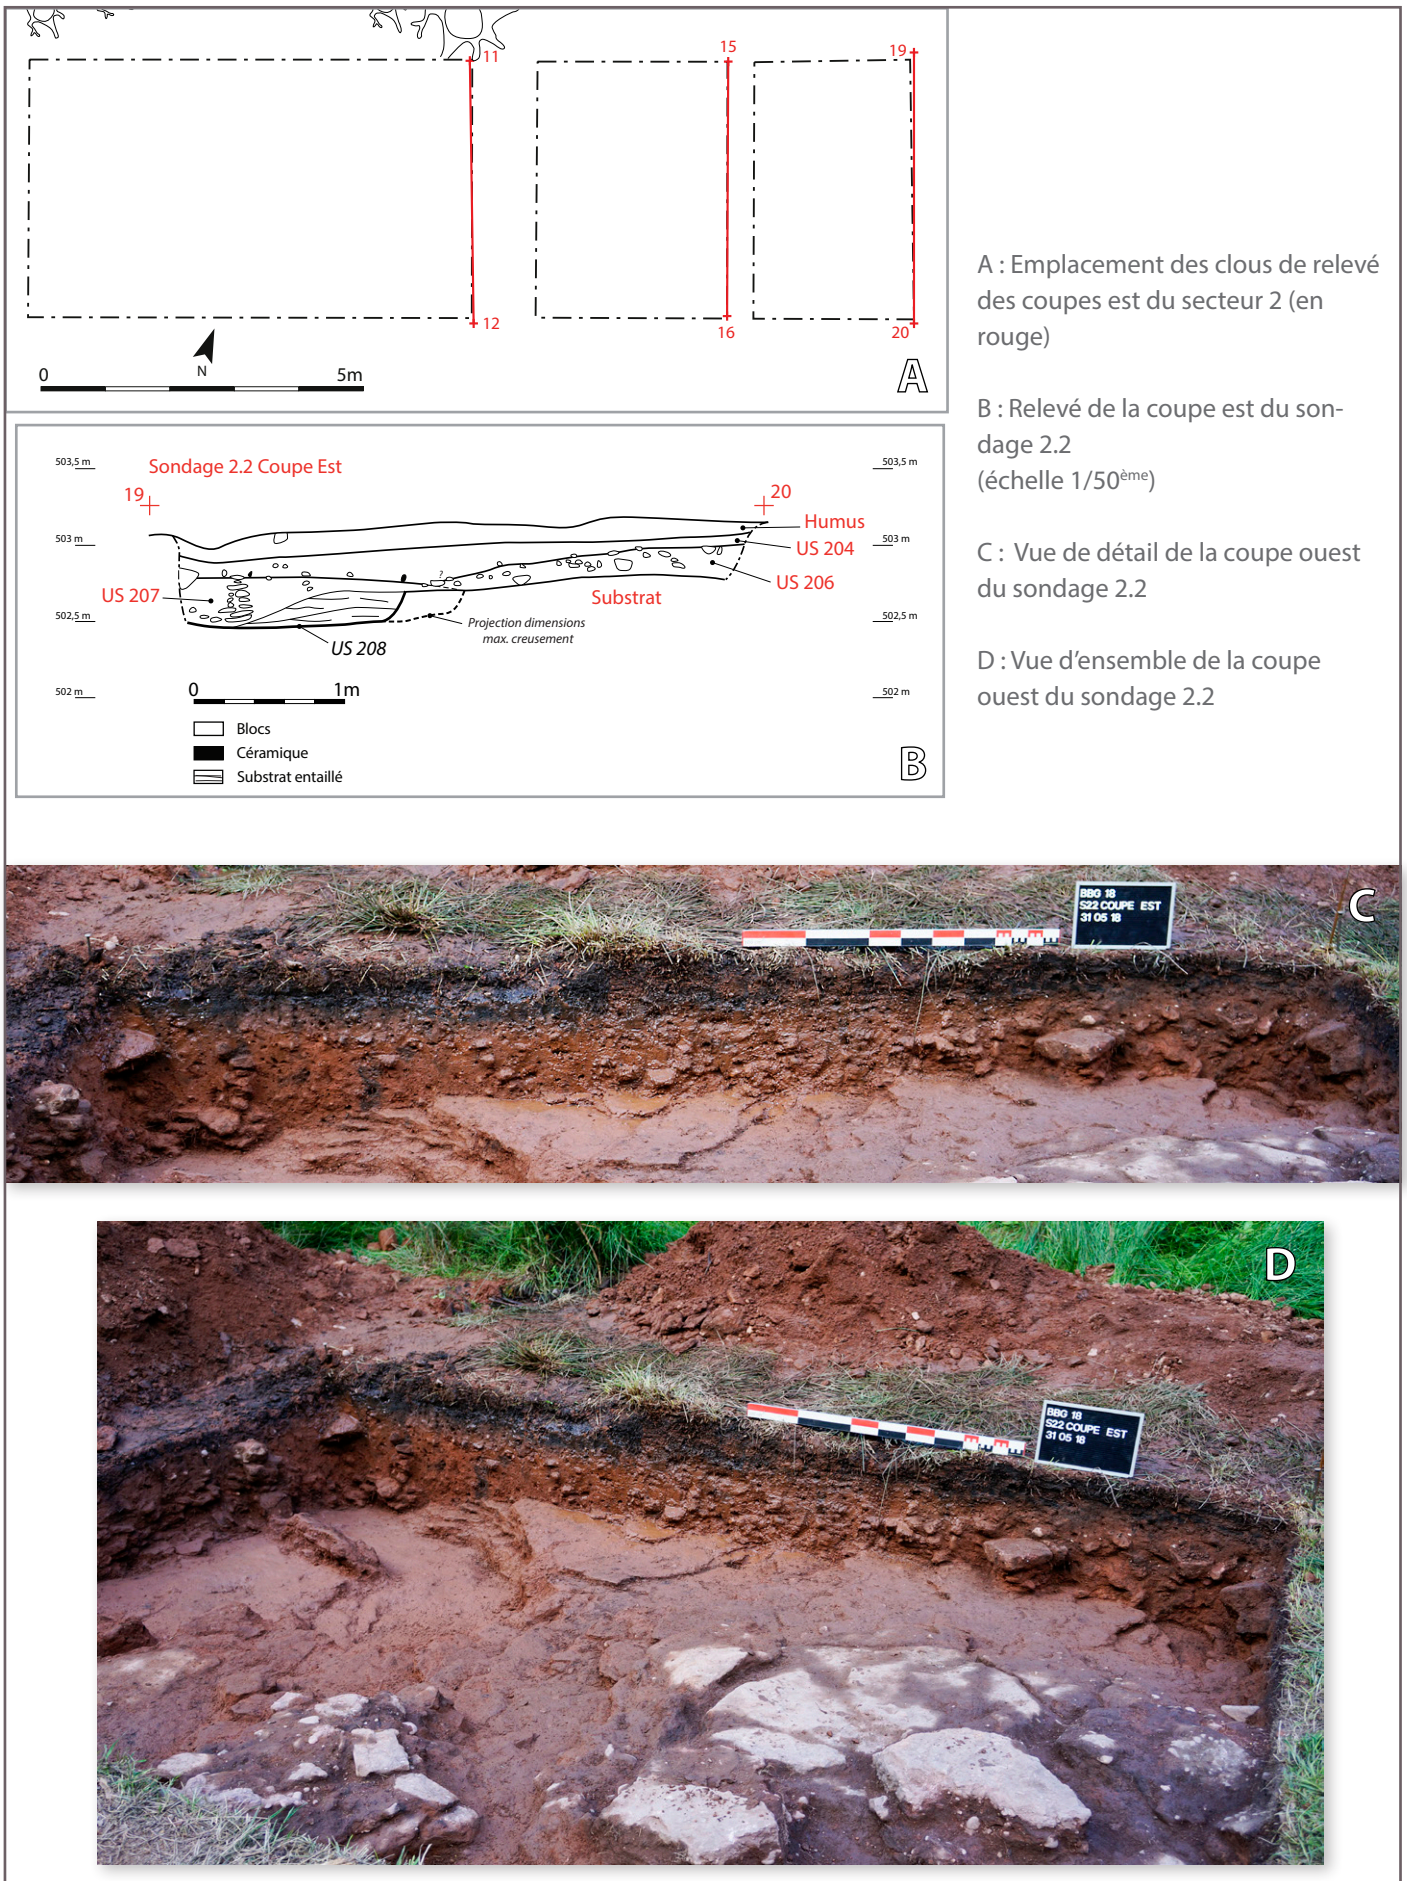 11
15
19
12
16
20
N
0 5m
A
A : Emplacement des clous de relevé
des coupes est du secteur 2 (en
rouge)
B : Relevé de la coupe est du son-
dage 2.2
(échelle 1/50ème)
C : Vue de détail de la coupe ouest
du sondage 2.2
D : Vue d'ensemble de la coupe
ouest du sondage 2.2
503,5 m
Sondage 2.2 Coupe Est
503,5 m
19
20
Humus
503 m
US 204
503 m
?
US 206
US 207
Substrat
502,5 m
Projection dimensions
max. creusement
502,5 m
US 208
502 m
0 1m
502 m
Blocs
Céramique
Substrat entaillé
B
BBG 18
S22 COUPE EST
31 05 18
C
D
BBG 18
S22 COUPE EST
31 05 18